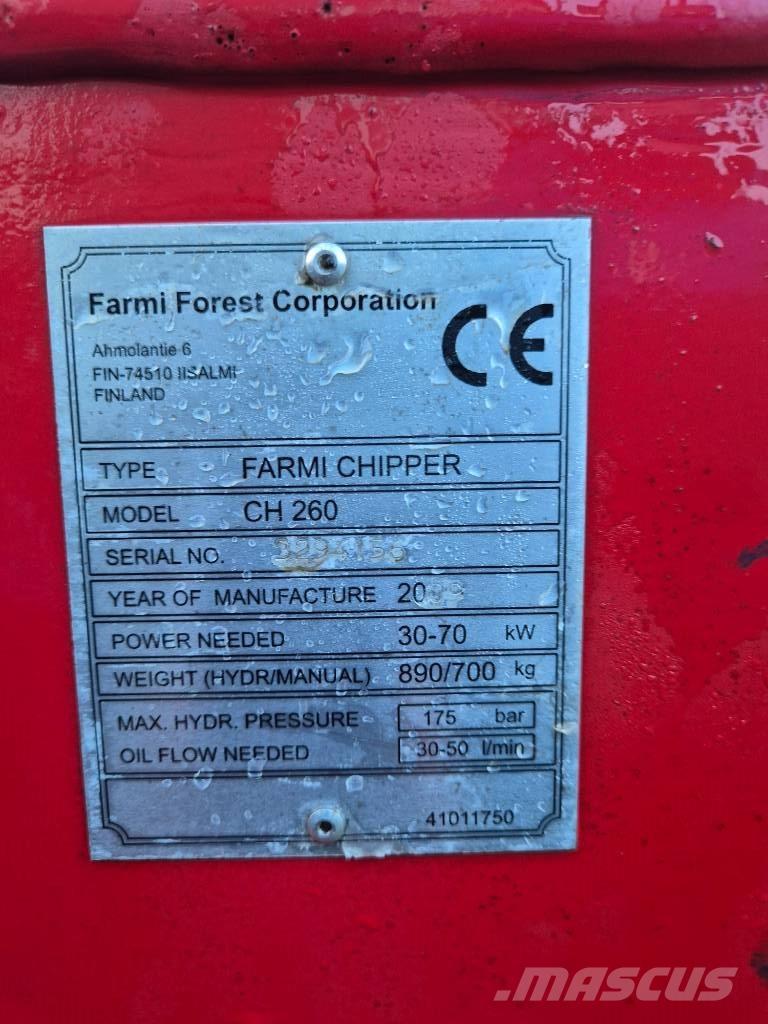 Farmi Forest Corporation
CE
Ahmolantie 6
FIN-74510 IISALMI
FINLAND
TYPE FARMI CHIPPER
MODEL CH 260
SERIAL NO.
YEAR OF MANUFACTURE 20
POWER NEEDED 30-70 kW
WEIGHT (HYDR/MANUAL) 890/700 kg
MAX. HYDR. PRESSURE 175 bar
OIL FLOW NEEDED 30-50 l/min
41011750
MASCUS